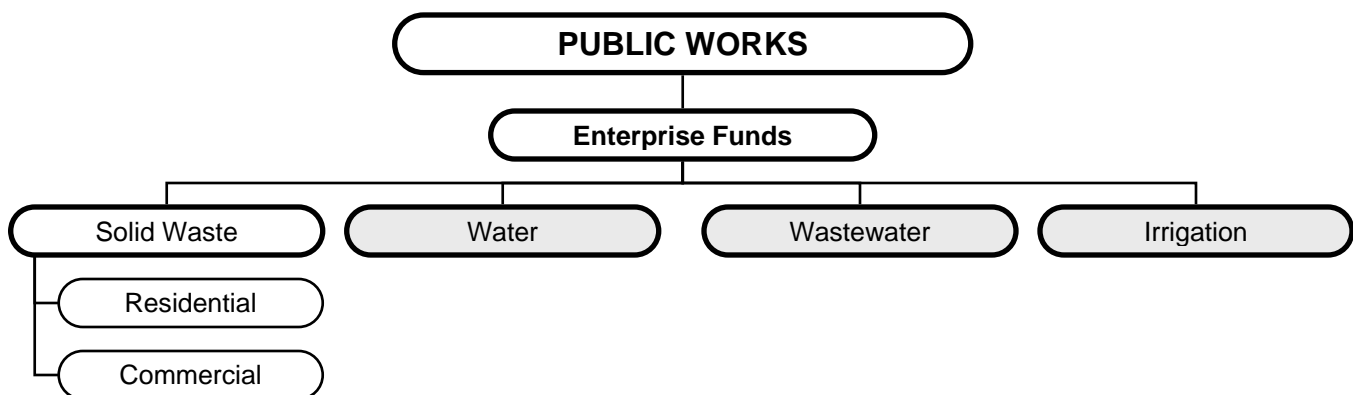 PUBLIC WORKS
Enterprise Funds
Solid Waste
Water
Wastewater
Irrigation
Residential
Commercial